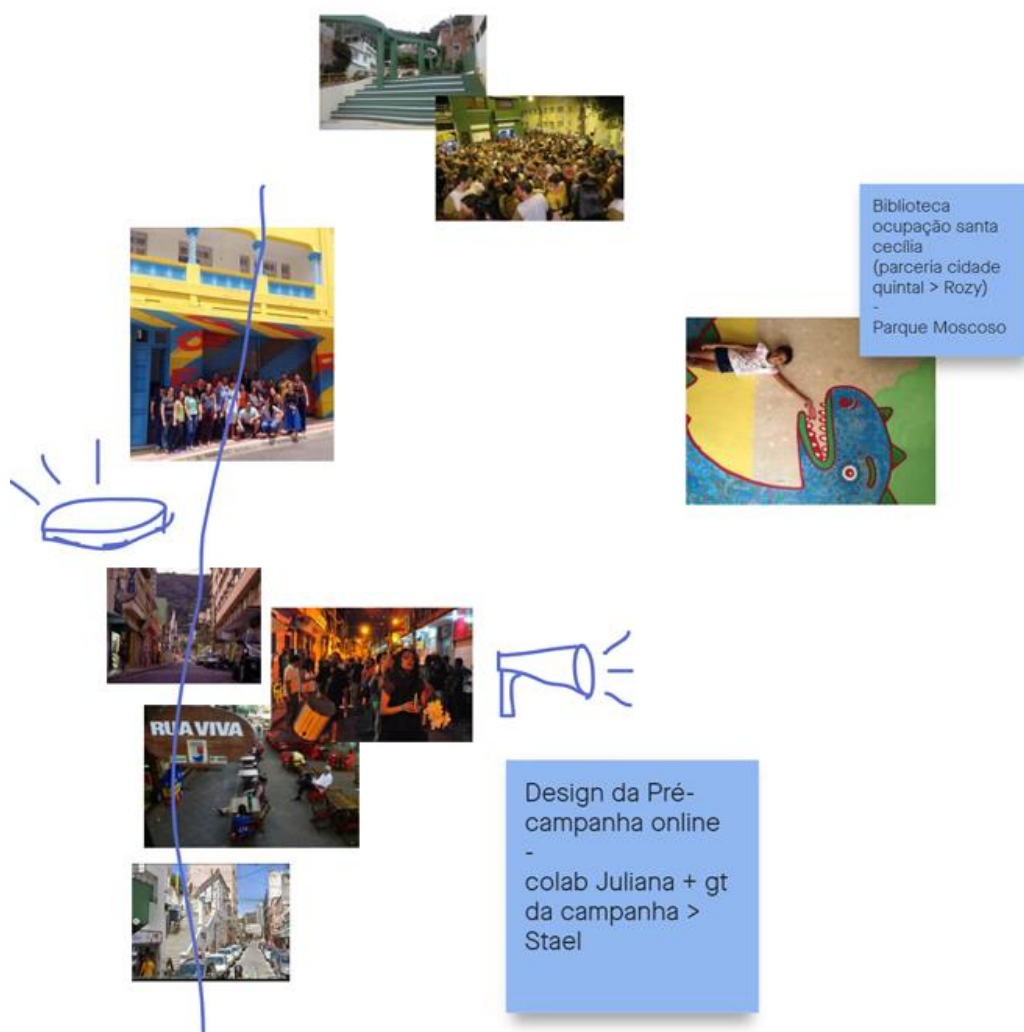 Biblioteca
ocupação santa
cecília
(parceria cidade
quintal > Rozy)
-
Parque Moscoso
RUA VIVA
Design da Pré-
campanha online
-
colab Juliana + gt
da campanha >
Stael